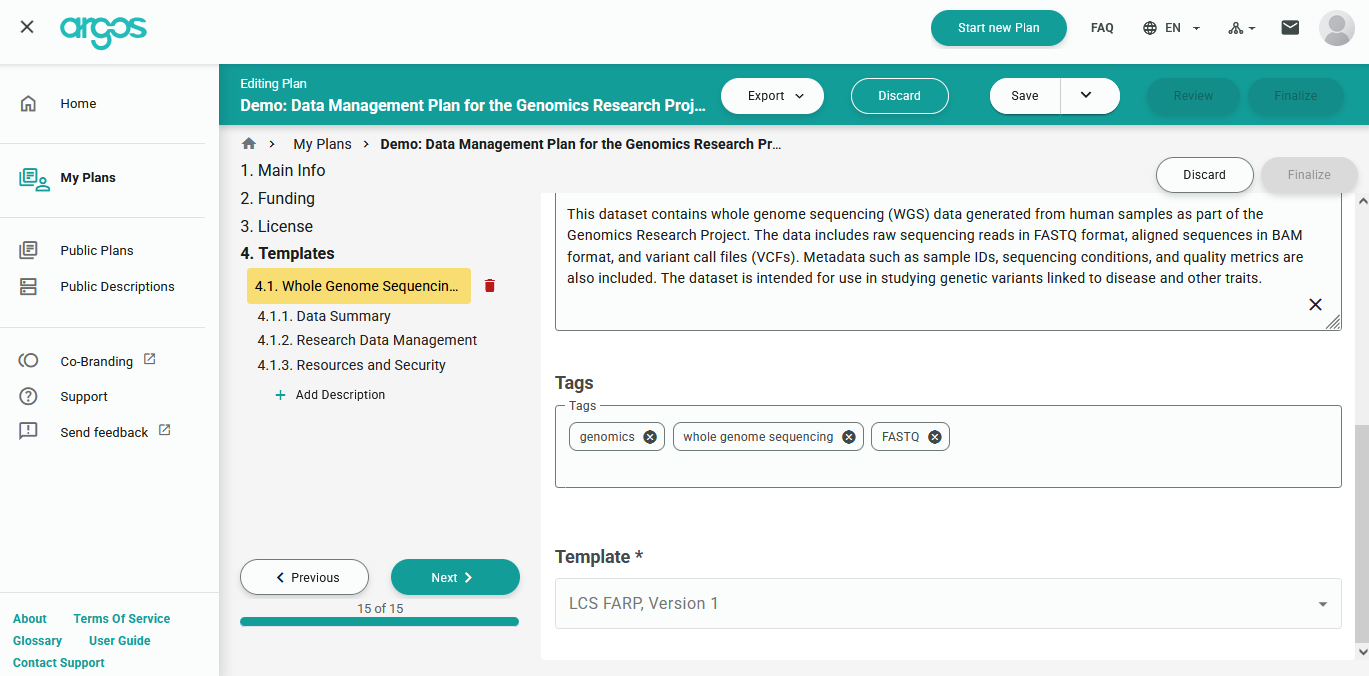 argos
Start new Plan
FAQ
EN
Home
My Plans
Public Plans
Public Descriptions
Co-Branding
Support
Send feedback
About
Terms Of Service
Glossary
User Guide
Contact Support
Editing Plan
Demo: Data Management Plan for the Genomics Research Proj...
Export
Discard
Save
Review
Finalize
My Plans
Demo: Data Management Plan for the Genomics Research Pr...
Discard
Finalize
1. Main Info
2. Funding
3. License
4. Templates
4.1. Whole Genome Sequencin...
4.1.1. Data Summary
4.1.2. Research Data Management
4.1.3. Resources and Security
+ Add Description
Previous
Next
15 of 15
This dataset contains whole genome sequencing (WGS) data generated from human samples as part of the
Genomics Research Project. The data includes raw sequencing reads in FASTQ format, aligned sequences in BAM
format, and variant call files (VCFs). Metadata such as sample IDs, sequencing conditions, and quality metrics are
also included. The dataset is intended for use in studying genetic variants linked to disease and other traits.
Tags
Tags
genomics
whole genome sequencing
FASTQ
Template *
LCS FARP, Version 1